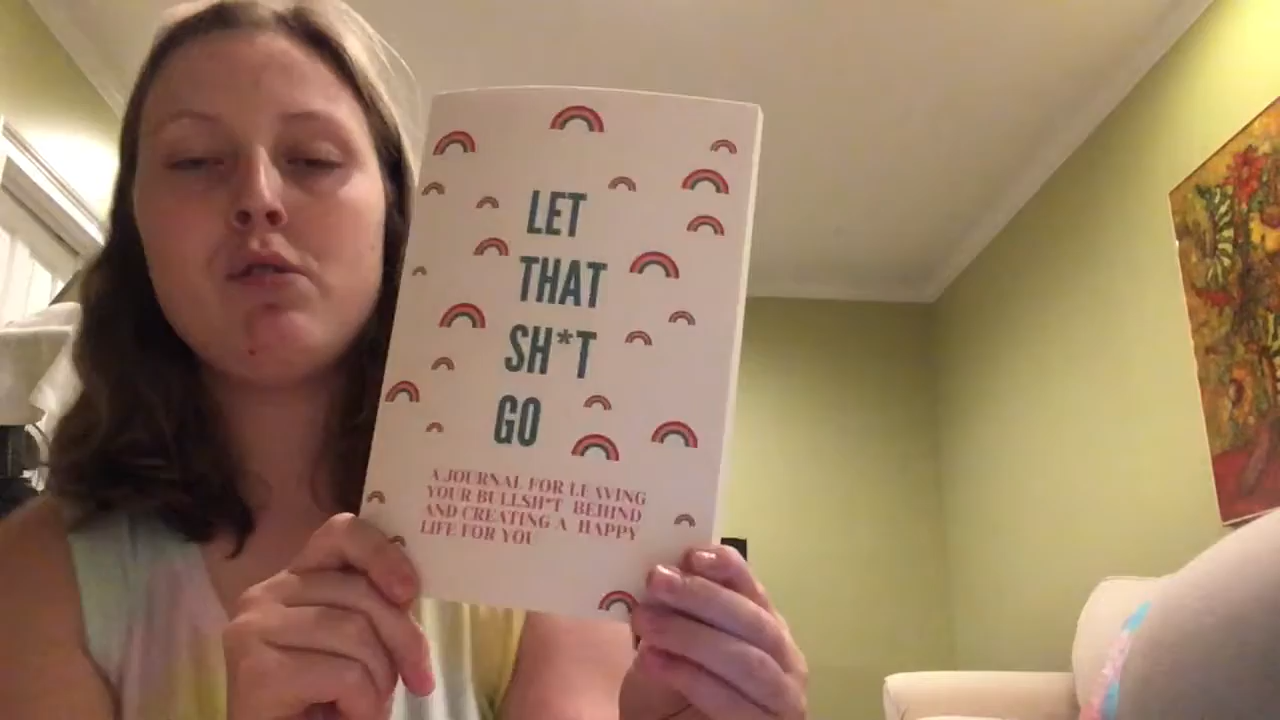 LET
THAT
SH*T
GO
A JOURNAL FOR LEAVING
YOUR BULLSH*T BEHIND
AND CREATING A HAPPY
LIFE FOR YOU